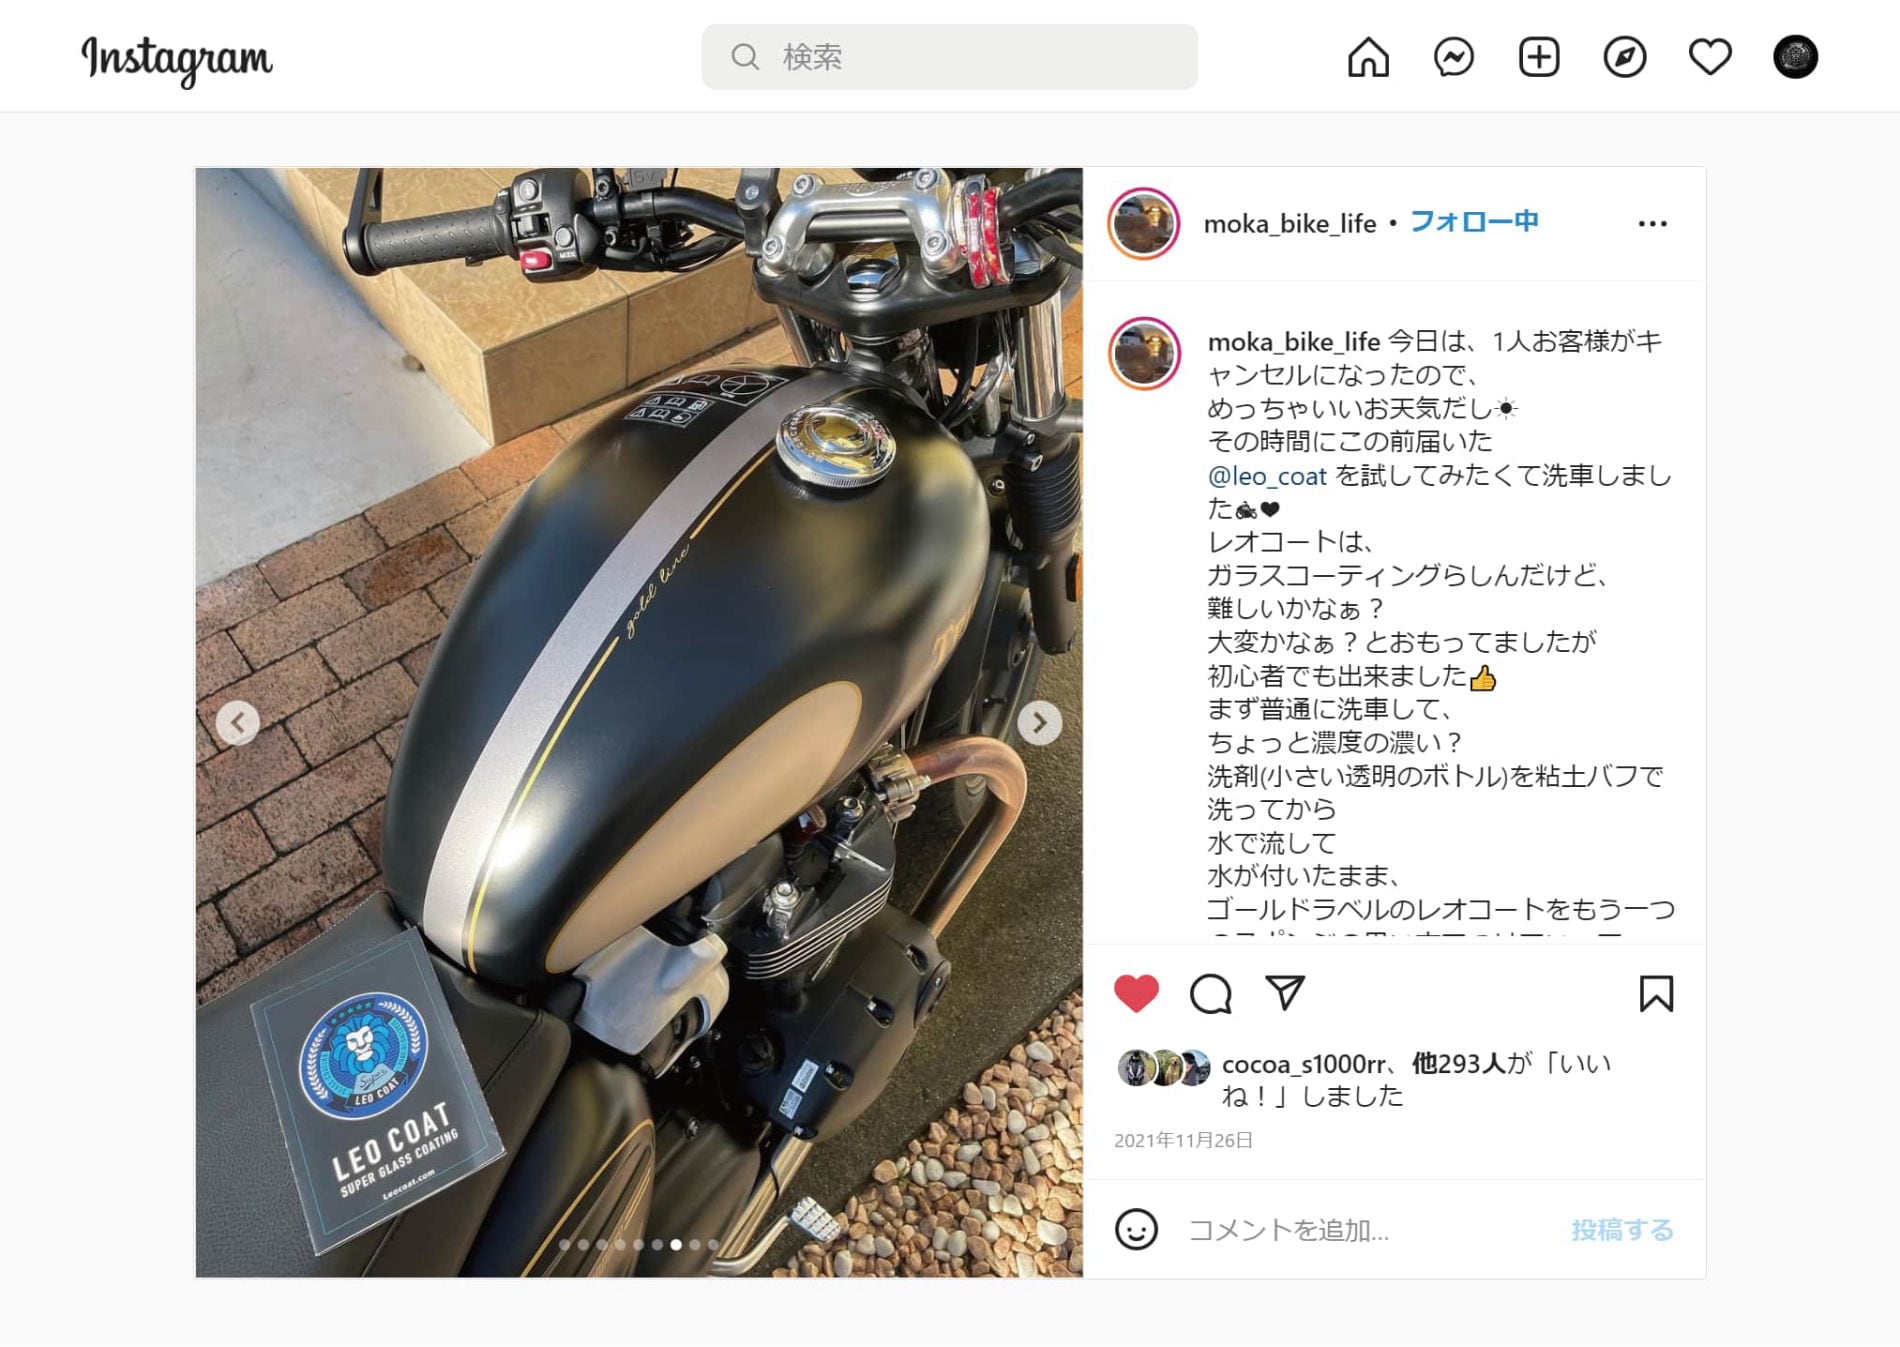 Instagram
検索
moka_bike_life • フォロー中
moka_bike_life 今日は、1人お客様がキ
ャンセルになったので、
めっちゃいいお天気だし☀
その時間にこの前届いた
@leo_coat を試してみたくて洗車しまし
た🏍❤
レオコートは、
ガラスコーティングらしんだけど、
難しいかなぁ？
大変かなぁ？とおもってましたが
初心者でも出来ました👍
まず普通に洗車して、
ちょっと濃度の濃い？
洗剤(小さい透明のボトル)を粘土バフで
洗ってから
水で流して
水が付いたまま、
ゴールドラベルのレオコートをもう一つ
cocoa_s1000rr、他293人が「いい
ね！」しました
2021年11月26日
コメントを追加...
投稿する
MODE
gold line
Super
LEO COAT
LEO COAT
SUPER GLASS COATING
Leocoat.com